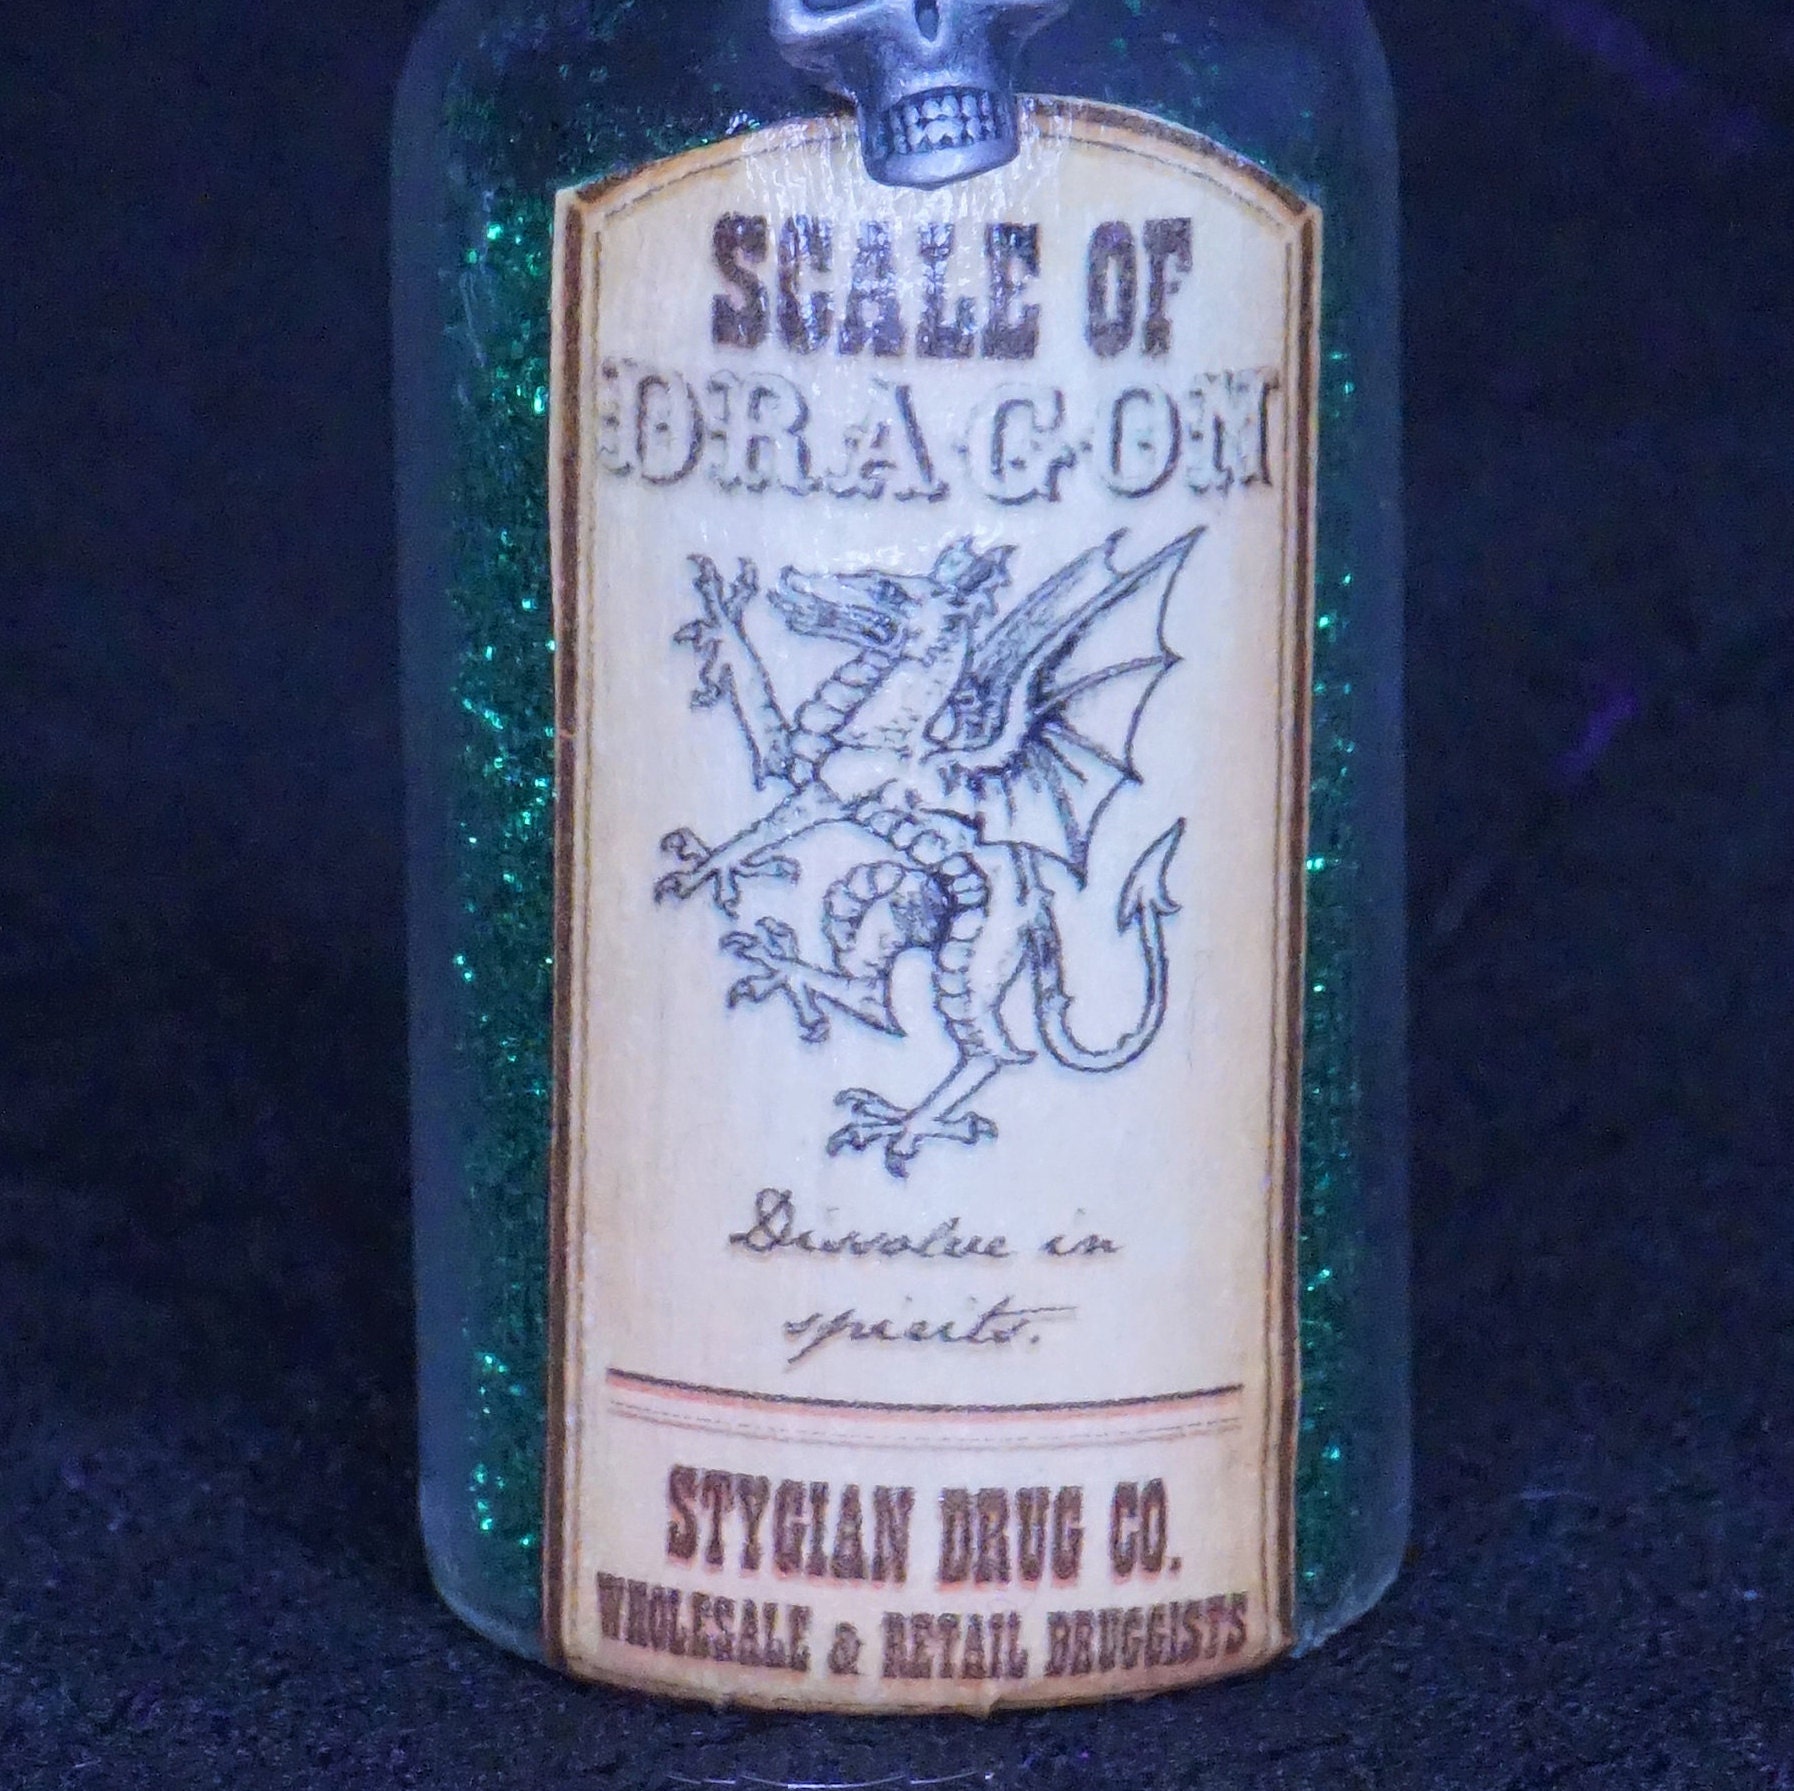 SCALE OF
DRAGON
Dissolve in
spirits.
STYGIAN DRUG CO.
WHOLESALE & RETAIL DRUGGISTS